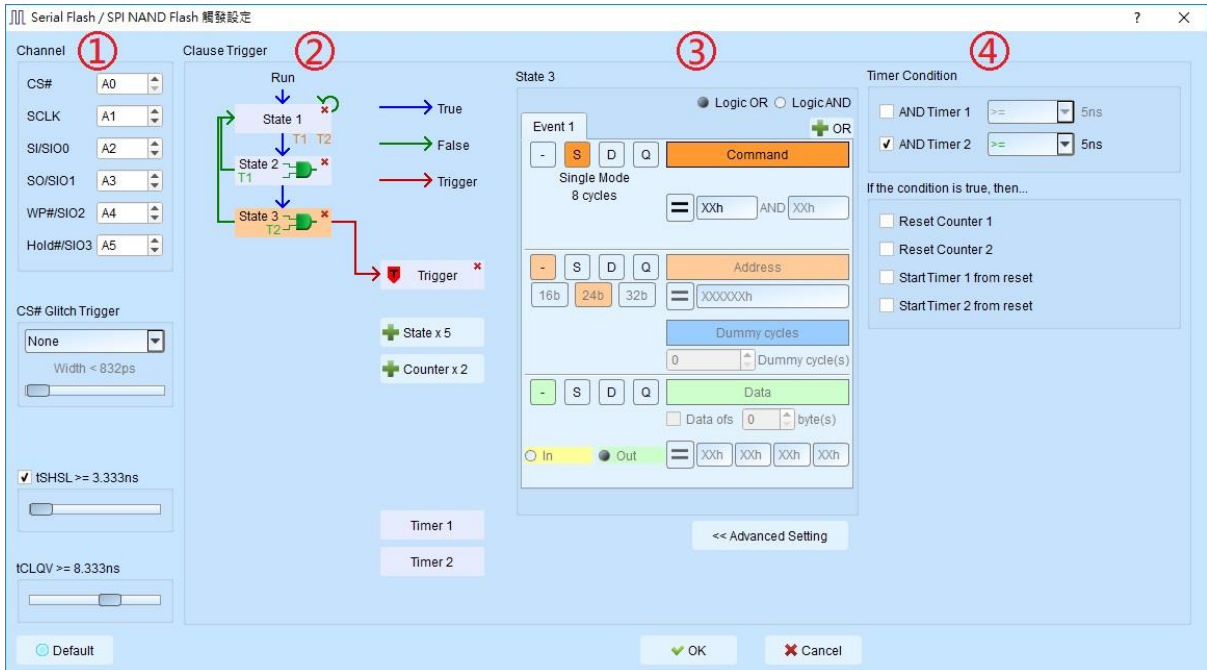 Serial Flash / SPI NAND Flash 觸發設定 ? ×
Channel ①
CS# A0
SCLK A1
SI/SIO0 A2
SO/SIO1 A3
WP#/SIO2 A4
Hold#/SIO3 A5
CS# Glitch Trigger
None
Width < 832ps
tSHSL >= 3.333ns
tCLQV >= 8.333ns
Default
Clause Trigger ②
Run
State 1
T1 T2
State 2
T1
State 3
T2
True
False
Trigger
T Trigger
State x 5
Counter x 2
Timer 1
Timer 2
③
State 3
Logic OR Logic AND
Event 1 OR
- S D Q Command
Single Mode
8 cycles
= XXh AND XXh
- S D Q Address
16b 24b 32b = XXXXXXh
Dummy cycles
0 Dummy cycle(s)
- S D Q Data
Data ofs 0 byte(s)
In Out = XXh XXh XXh XXh
<< Advanced Setting
OK Cancel
④
Timer Condition
AND Timer 1 >= 5ns
AND Timer 2 >= 5ns
If the condition is true, then...
Reset Counter 1
Reset Counter 2
Start Timer 1 from reset
Start Timer 2 from reset